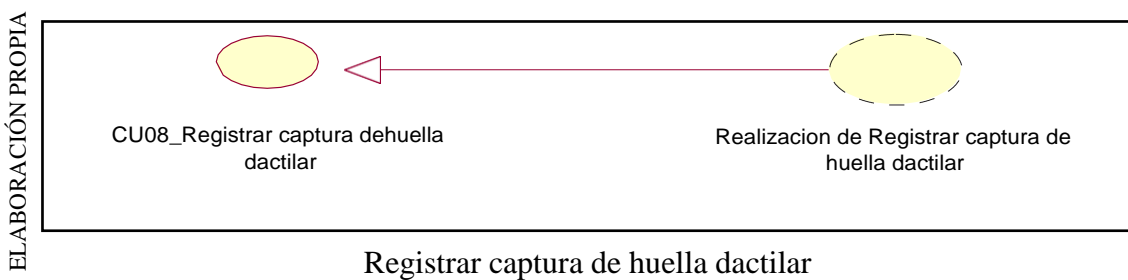 ELABORACIÓN PROPIA
CU08_Registrar captura dehuella
dactilar
Realizacion de Registrar captura de
huella dactilar
Registrar captura de huella dactilar